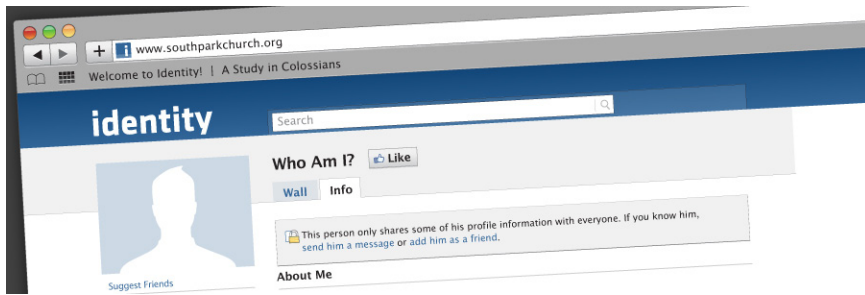 www.southparkchurch.org
Welcome to Identity! | A Study in Colossians
identity
Search
Who Am I?
Like
Wall
Info
This person only shares some of his profile information with everyone. If you know him,
send him a message or add him as a friend.
Suggest Friends
About Me